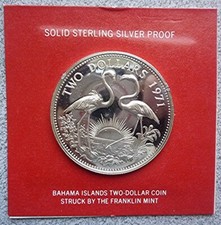 SOLID STERLING SILVER PROOF
TWO DOLLARS 1971
BAHAMA ISLANDS TWO-DOLLAR COIN
STRUCK BY THE FRANKLIN MINT